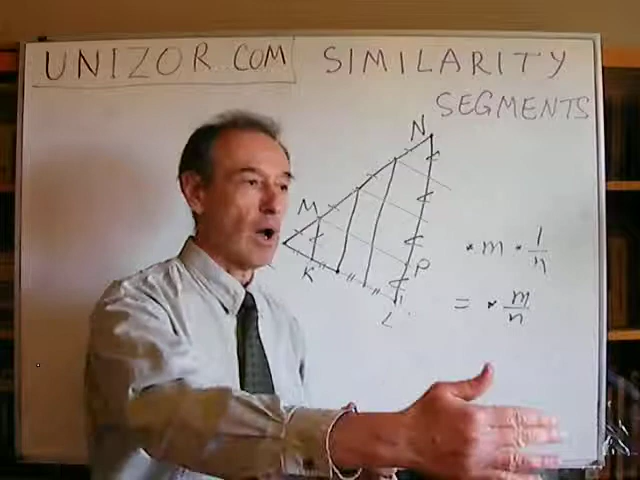 UNIZOR.COM
SIMILARITY
SEGMENTS
N
M
K
P
L
* m * 1/n
= * m/n